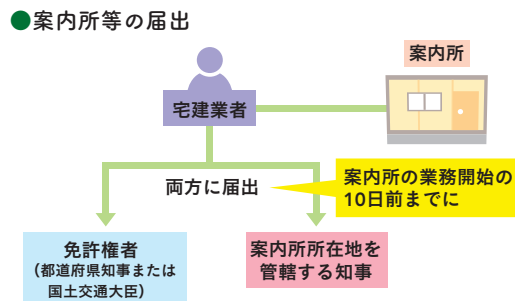 ●案内所等の届出
案内所
宅建業者
両方に届出
案内所の業務開始の
10日前までに
免許権者
（都道府県知事または
国土交通大臣）
案内所所在地を
管轄する知事